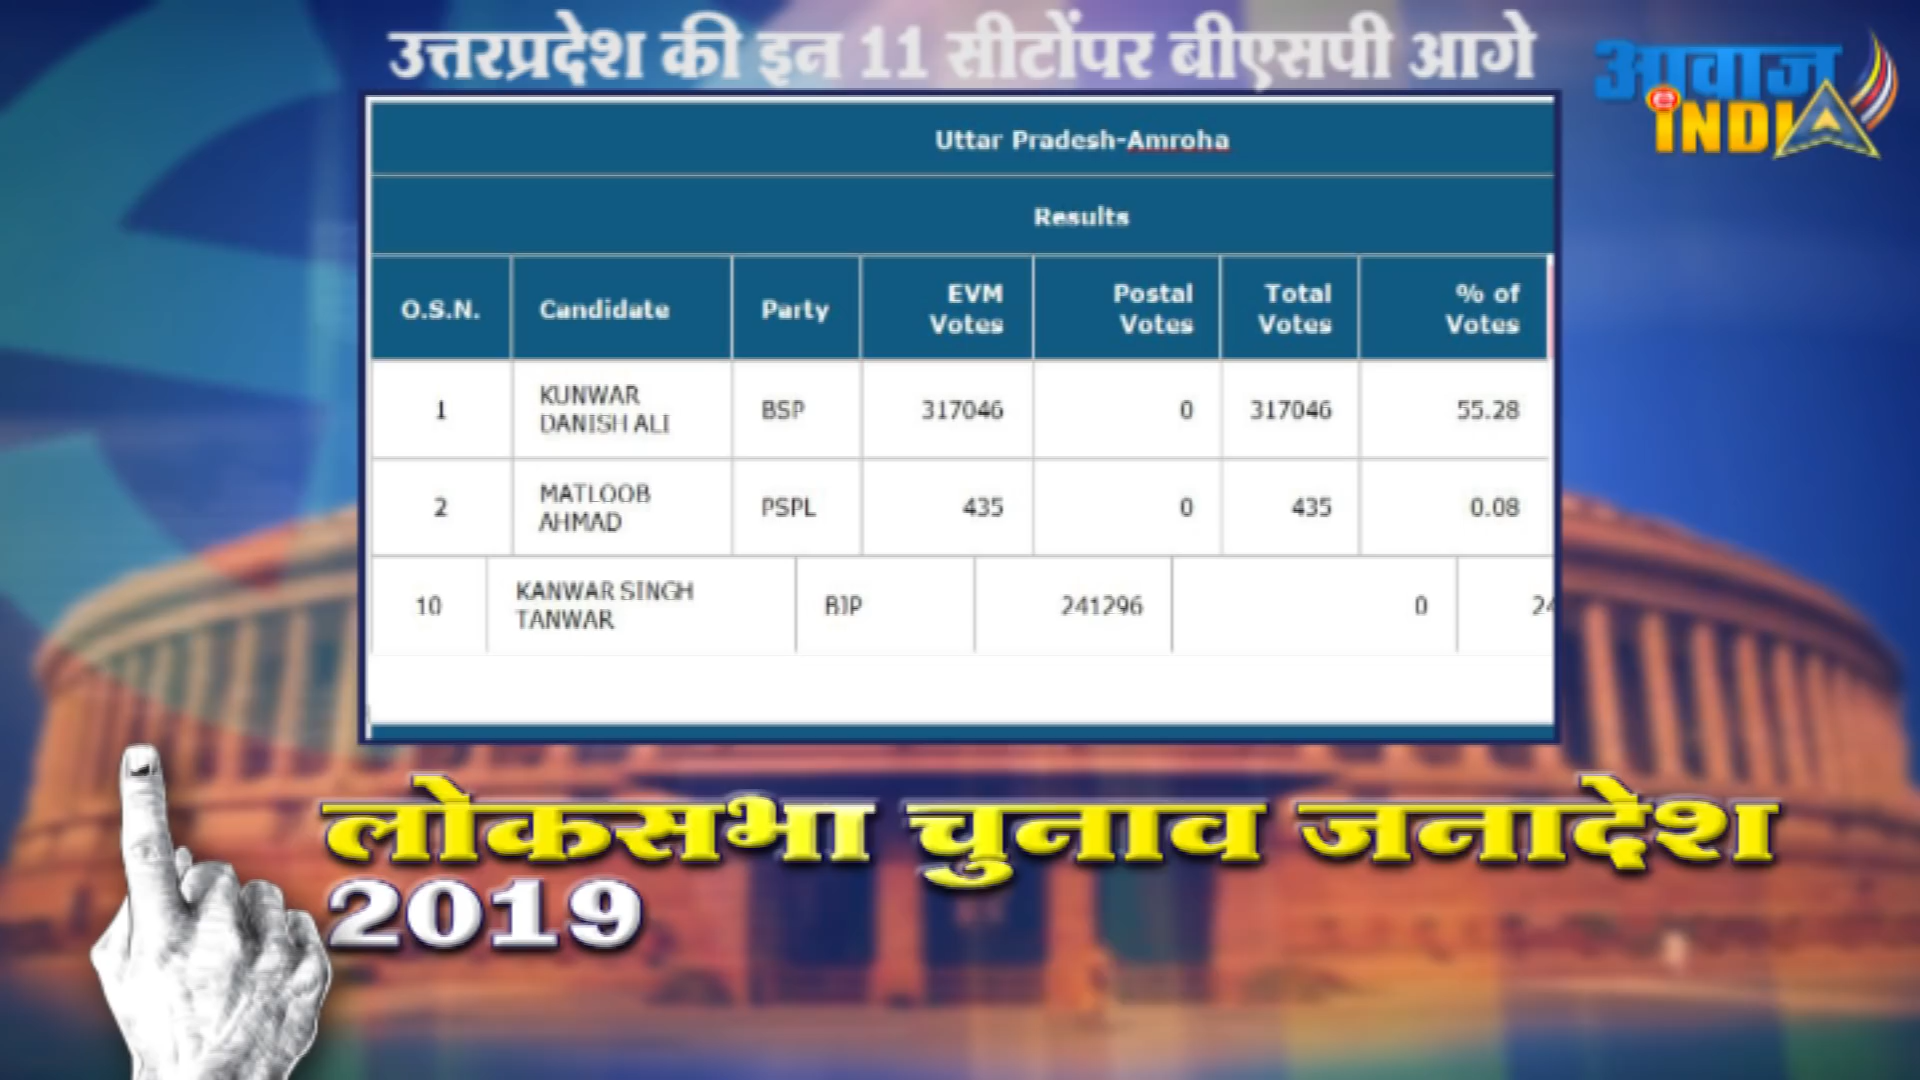 उत्तरप्रदेश की इन 11 सीटोंपर बीएसपी आगे
आवाज
INDIA
Uttar Pradesh-Amroha
Results
O.S.N. Candidate Party EVM Votes Postal Votes Total Votes % of Votes
1 KUNWAR DANISH ALI BSP 317046 0 317046 55.28
2 MATLOOB AHMAD PSPL 435 0 435 0.08
10 KANWAR SINGH TANWAR BJP 241296 0 24
लोकसभा चुनाव जनादेश
2019